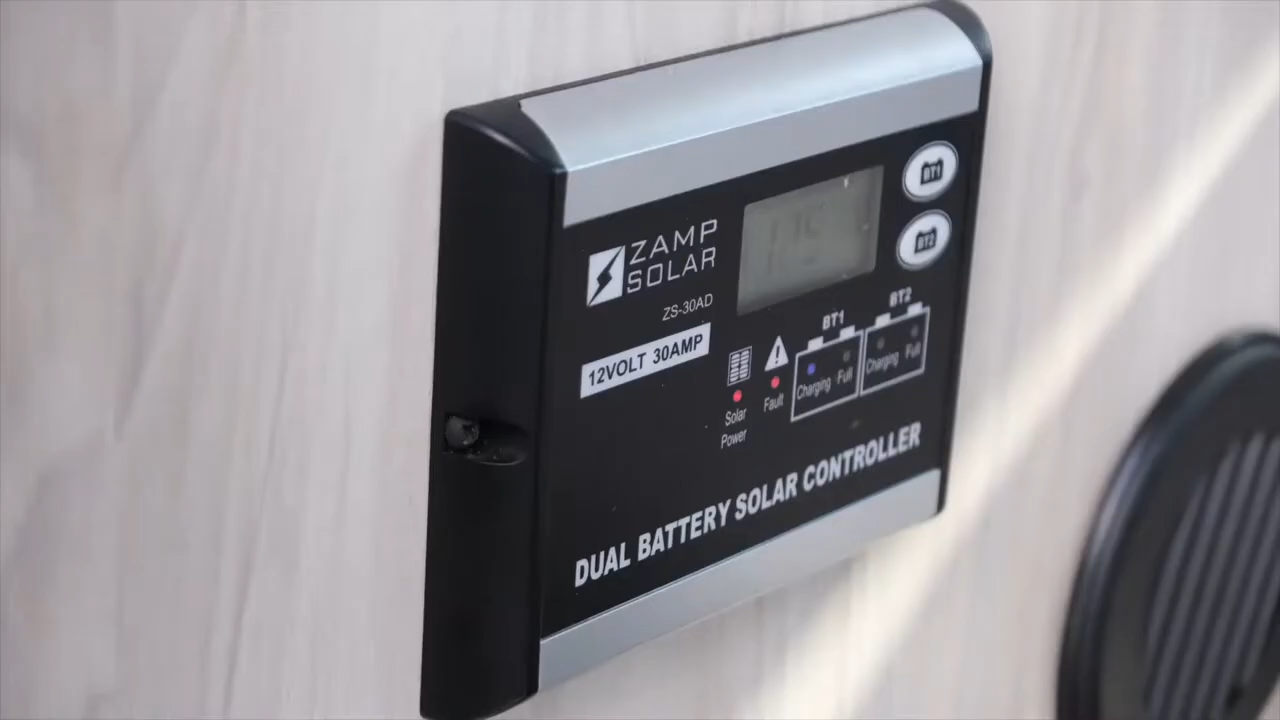 ZAMP
SOLAR
ZS-30AD
12VOLT 30AMP
BT1
BT2
BT1
BT2
Charging
Full
Charging
Full
Solar
Power
Fault
DUAL BATTERY SOLAR CONTROLLER